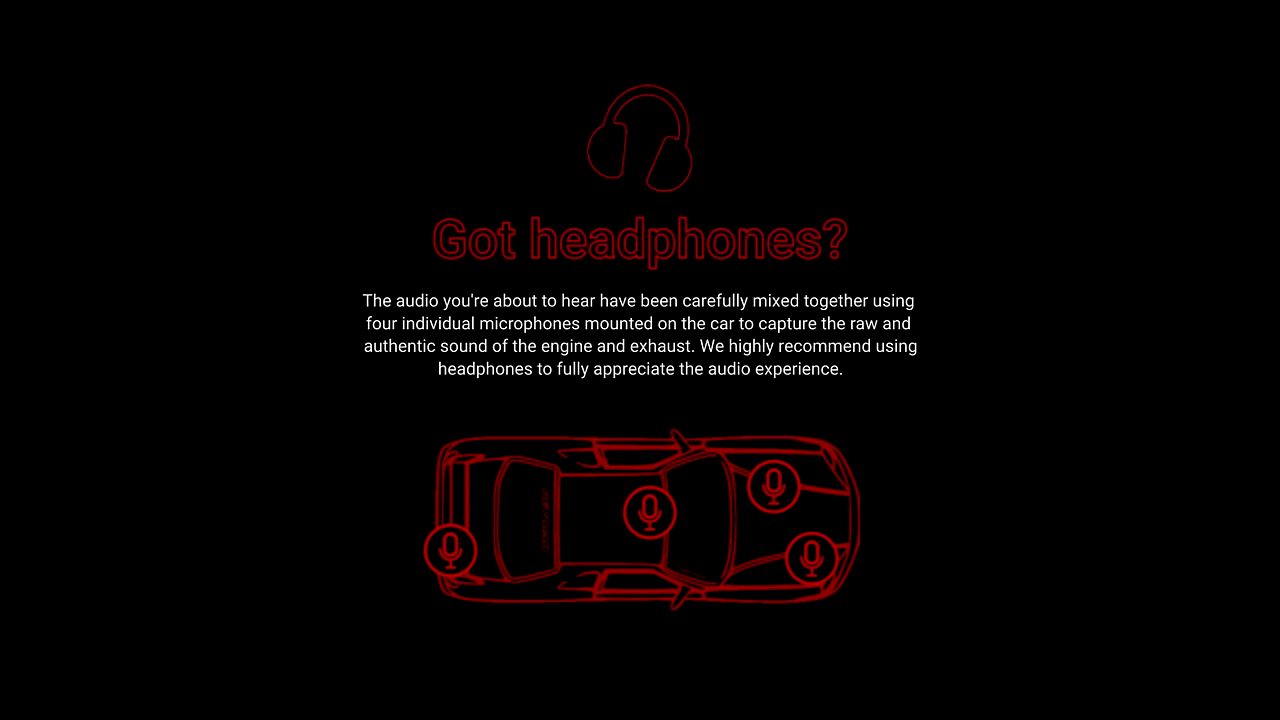 Got headphones?
The audio you're about to hear have been carefully mixed together using
four individual microphones mounted on the car to capture the raw and
authentic sound of the engine and exhaust. We highly recommend using
headphones to fully appreciate the audio experience.